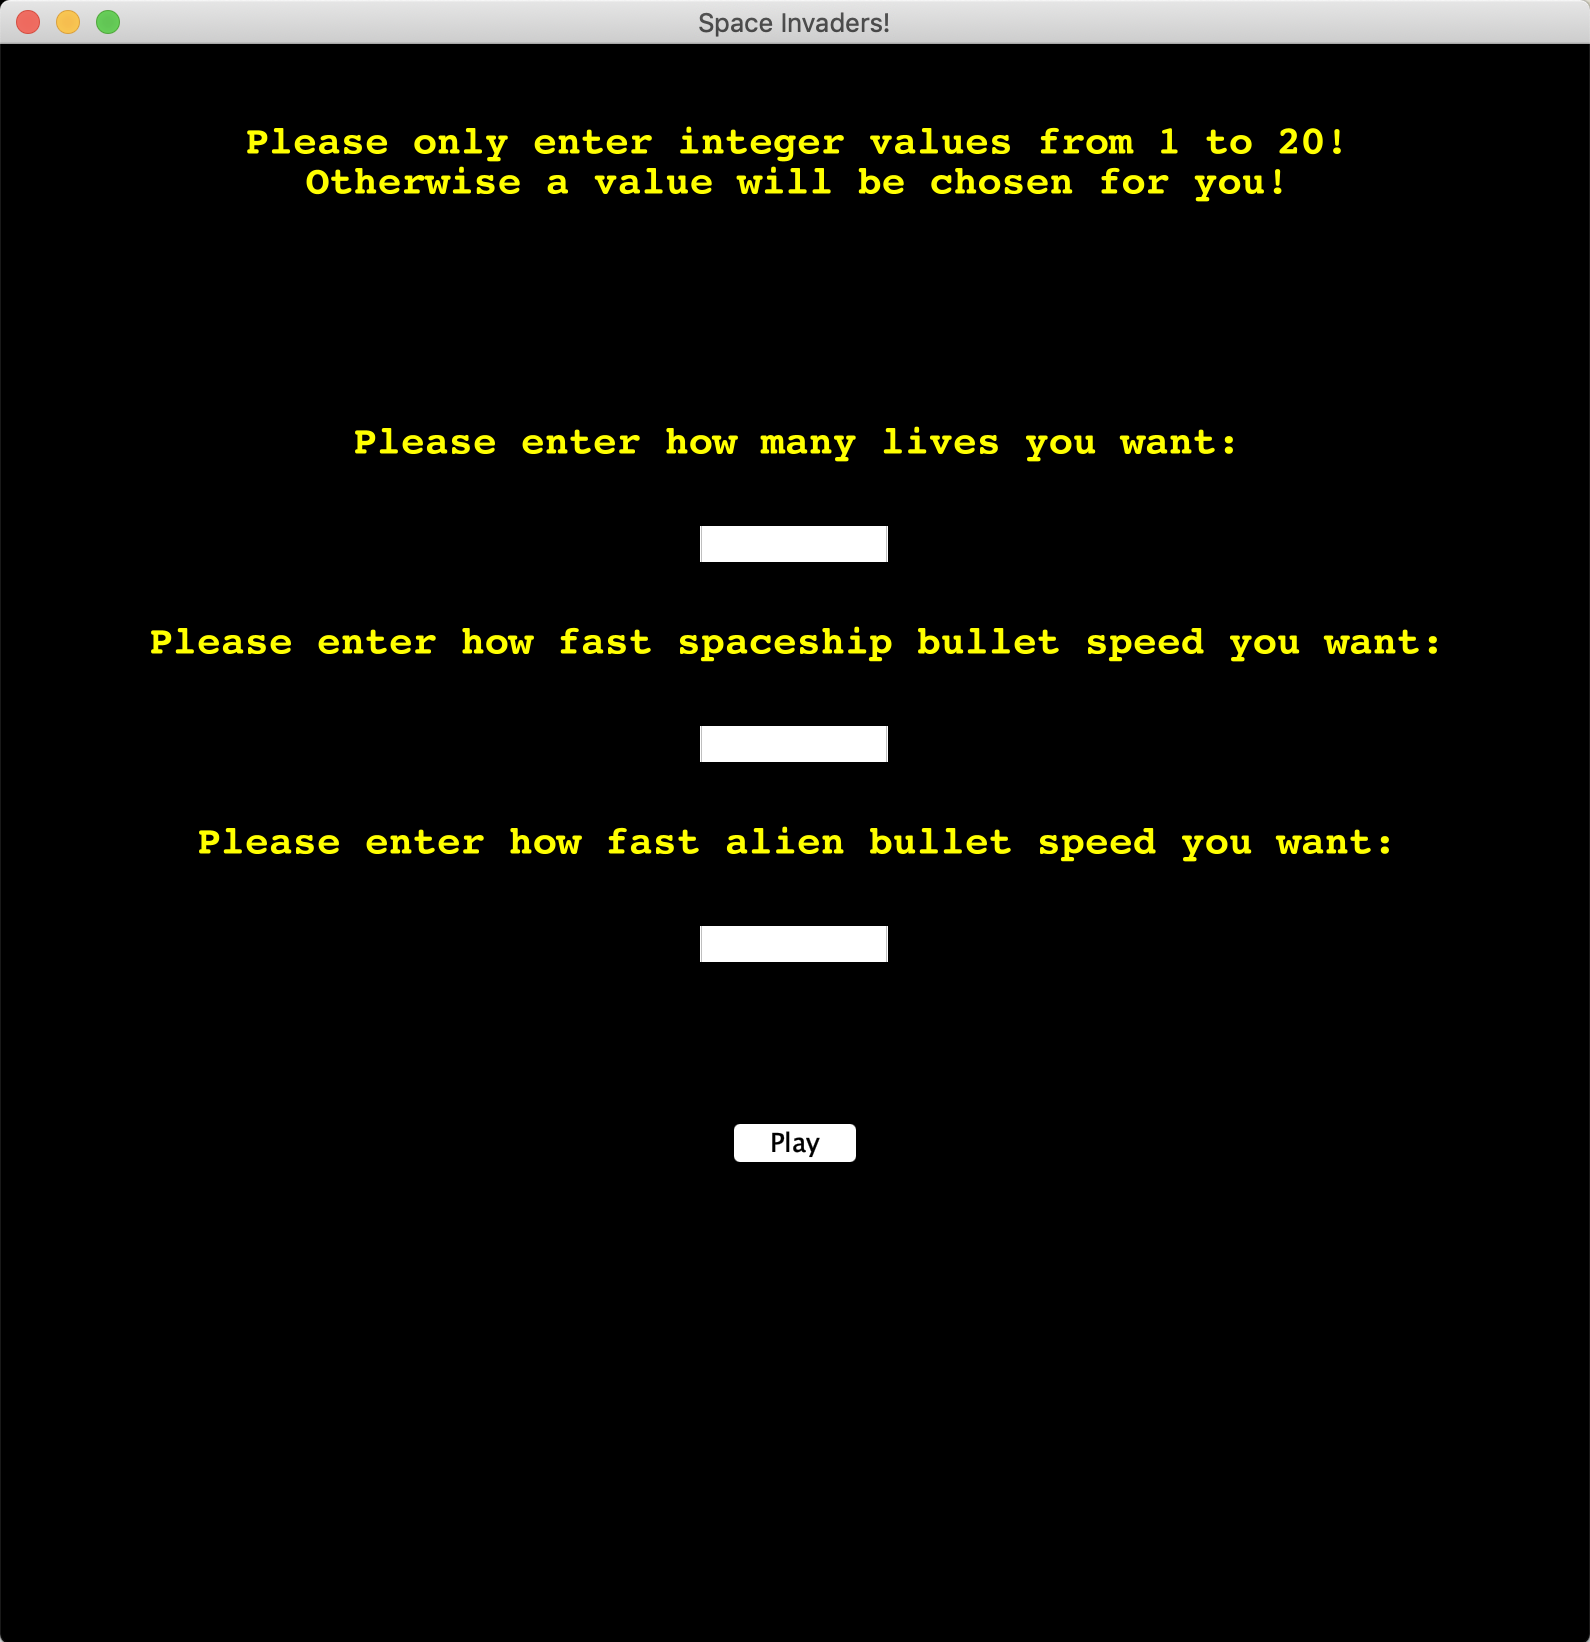 Space Invaders!
Please only enter integer values from 1 to 20!
Otherwise a value will be chosen for you!
Please enter how many lives you want:
Please enter how fast spaceship bullet speed you want:
Please enter how fast alien bullet speed you want:
Play